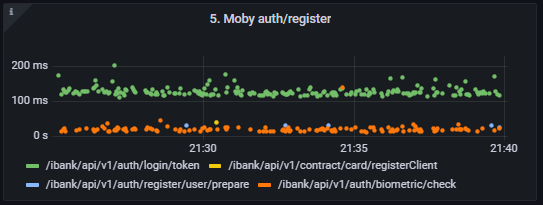 i
5. Moby auth/register
200 ms
100 ms
0 s
21:30
21:35
21:40
/ibank/api/v1/auth/login/token
/ibank/api/v1/contract/card/registerClient
/ibank/api/v1/auth/register/user/prepare
/ibank/api/v1/auth/biometric/check